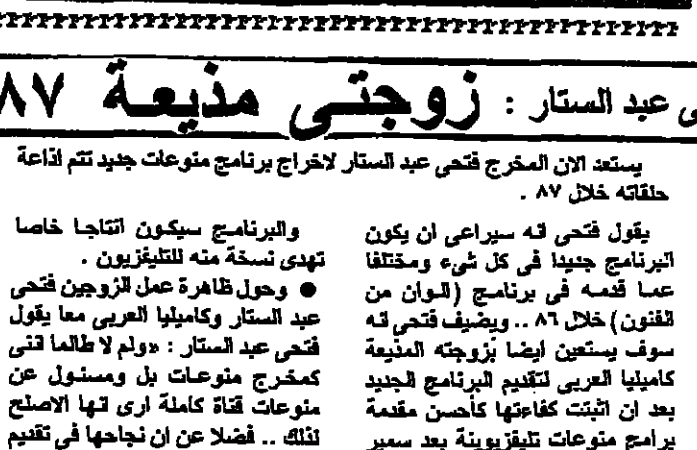 ى عبد الستار : زوجتى مذيعة ٨٧
يستعد الان المخرج فتحى عبد الستار لاخراج برنامج منوعات جديد تتم اذاعة
حلقاته خلال ٨٧ .
يقول فتحى انه سيراعى ان يكون
البرنامج جديدا فى كل شىء ومختلفا
عما قدمه فى برنامج (الوان من
الفنون) خلال ٨٦ .. ويضيف فتحى انه
سوف يستعين ايضا بزوجته المذيعة
كاميليا العربى لتقديم البرنامج الجديد
بعد ان اثبتت كفاءتها كأحسن مقدمة
برامج منوعات تليفزيونية بعد سمير
والبرنامج سيكون انتاجا خاصا
تهدى نسخة منه للتليفزيون .
● وحول ظاهرة عمل الزوجين فتحى
عبد الستار وكاميليا العربى معا يقول
فتحى عبد الستار : «ولم لا طالما اننى
كمخرج منوعات بل ومسئول عن
منوعات قناة كاملة ارى انها الاصلح
لذلك .. فضلا عن ان نجاحها فى تقديم